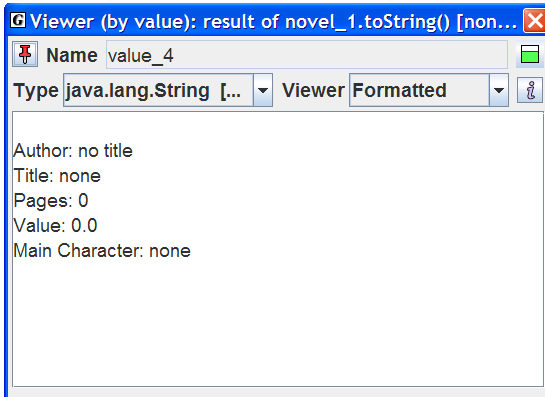 G Viewer (by value): result of novel_1.toString() [non...
Name value_4
Type java.lang.String [... Viewer Formatted i
Author: no title
Title: none
Pages: 0
Value: 0.0
Main Character: none